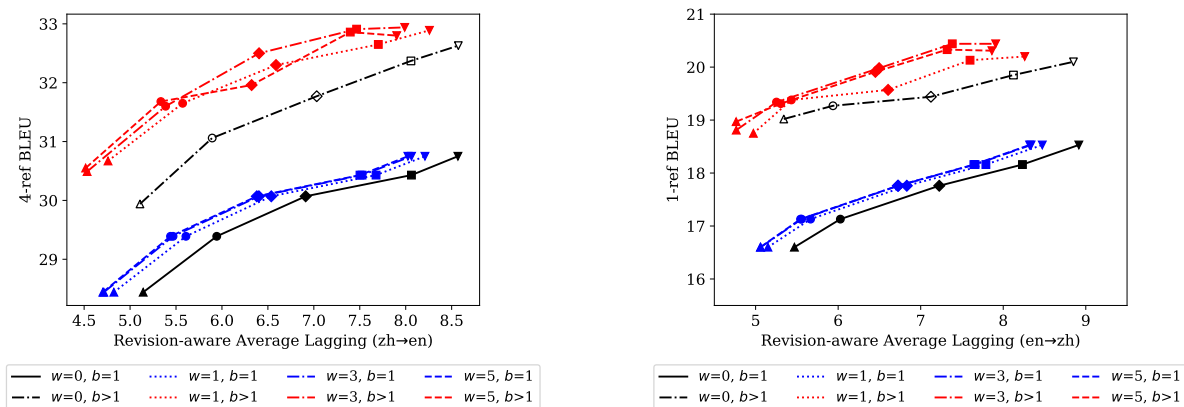 33
32
31
30
29
4-ref BLEU
4.5 5.0 5.5 6.0 6.5 7.0 7.5 8.0 8.5
Revision-aware Average Lagging (zh→en)
w=0, b=1 w=1, b=1 w=3, b=1 w=5, b=1
w=0, b>1 w=1, b>1 w=3, b>1 w=5, b>1
21
20
19
18
17
16
1-ref BLEU
5 6 7 8 9
Revision-aware Average Lagging (en→zh)
w=0, b=1 w=1, b=1 w=3, b=1 w=5, b=1
w=0, b>1 w=1, b>1 w=3, b>1 w=5, b>1